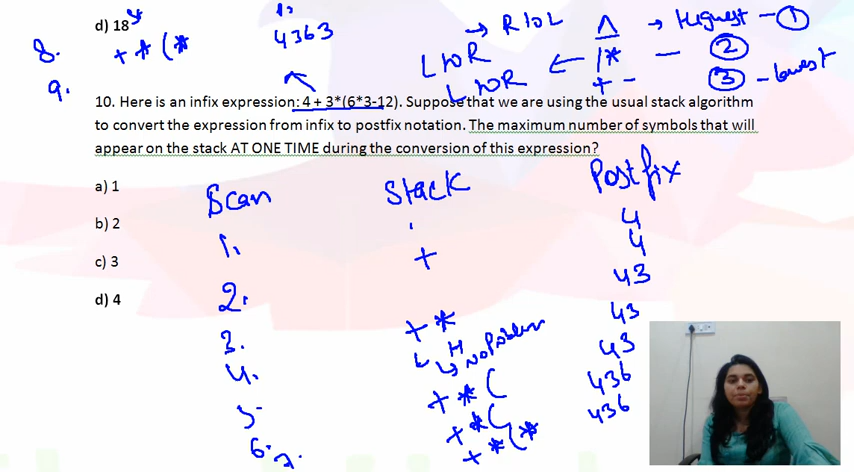 d) 18
8. + * ( * 4363
→ R to L ^ → Highest - ①
L to R ← / * - ②
9. L to R + - ③ - lowest
10. Here is an infix expression: 4 + 3*(6*3-12). Suppose that we are using the usual stack algorithm
to convert the expression from infix to postfix notation. The maximum number of symbols that will
appear on the stack AT ONE TIME during the conversion of this expression?
a) 1
b) 2
c) 3
d) 4
Scan Stack Postfix
1. 4
+ 4
2. 43
3. + * 43
4. L H → No Problem 43
5. + * ( 436
6. + * ( 436
7. + * ( *